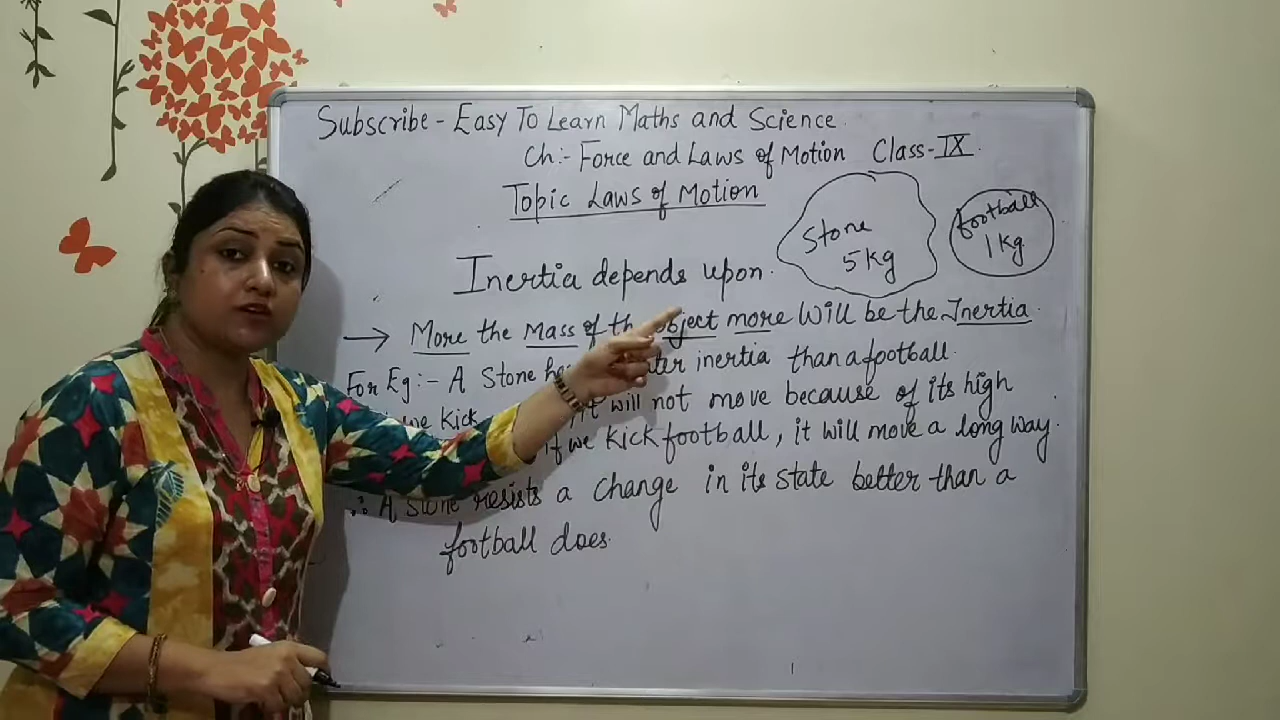 Subscribe - Easy To Learn Maths and Science.
Ch:- Force and Laws of Motion Class-IX.
Topic Laws of Motion
Stone
5kg
football
1kg
Inertia depends upon.
→ More the Mass of th object more Will be the Inertia.
For Eg:- A Stone inertia than a football.
we Kick it will not move because of its high
if we Kick football, it will move a long way.
∴ A Stone resists a change in its state better than a
football does.